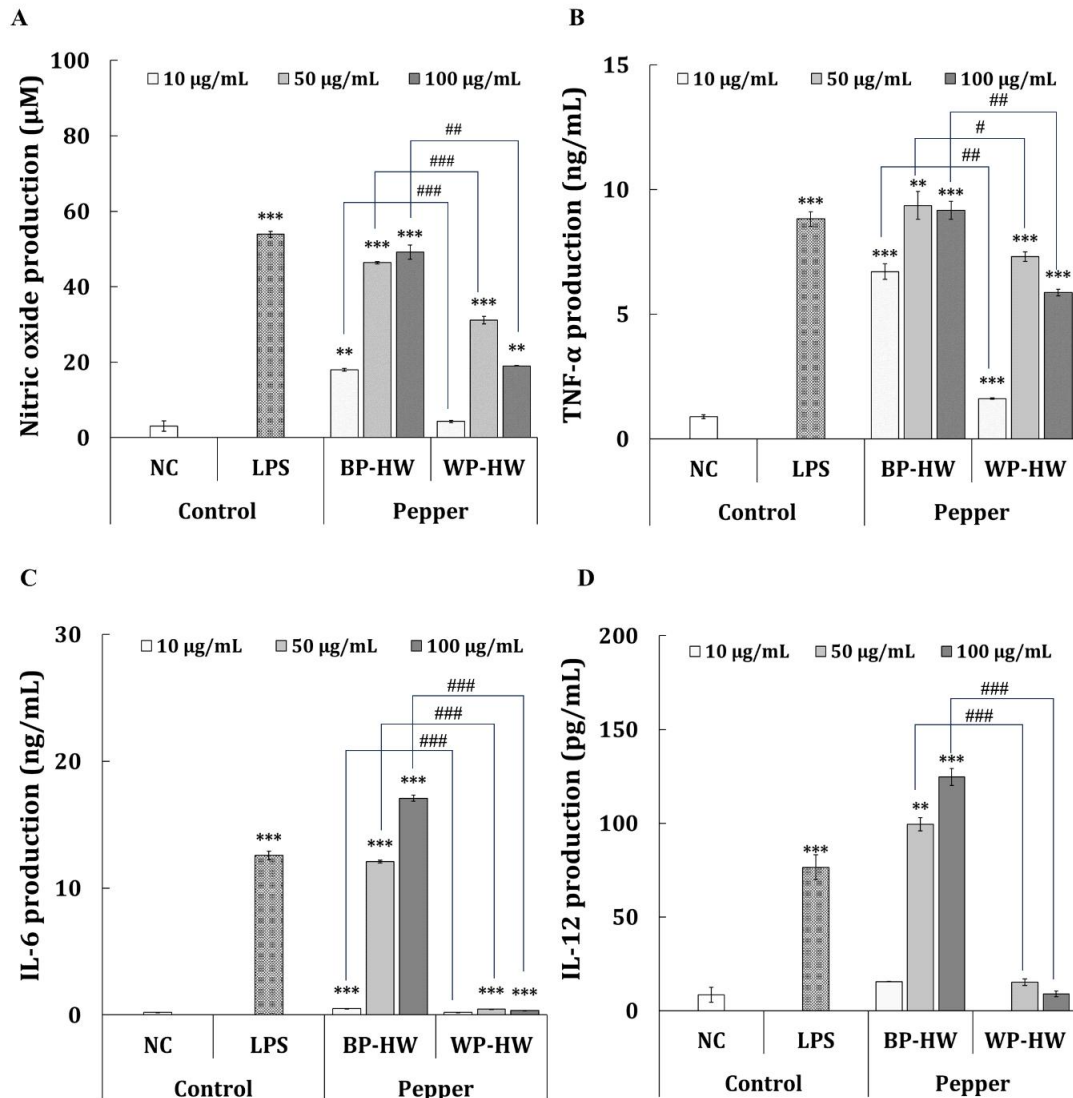 A
Nitric oxide production (µM)
100
80
60
40
20
0
10 µg/mL 50 µg/mL 100 µg/mL
##
###
###
***
**
***
***
***
**
NC LPS BP-HW WP-HW
Control Pepper
B
TNF-α production (ng/mL)
15
10
5
0
10 µg/mL 50 µg/mL 100 µg/mL
##
#
##
***
***
**
***
***
***
***
NC LPS BP-HW WP-HW
Control Pepper
C
IL-6 production (ng/mL)
30
20
10
0
10 µg/mL 50 µg/mL 100 µg/mL
###
###
###
***
***
***
***
***
***
NC LPS BP-HW WP-HW
Control Pepper
D
IL-12 production (pg/mL)
200
150
100
50
0
10 µg/mL 50 µg/mL 100 µg/mL
###
###
***
**
***
NC LPS BP-HW WP-HW
Control Pepper